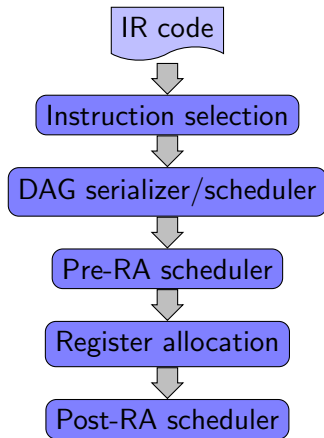 IR code
Instruction selection
DAG serializer/scheduler
Pre-RA scheduler
Register allocation
Post-RA scheduler